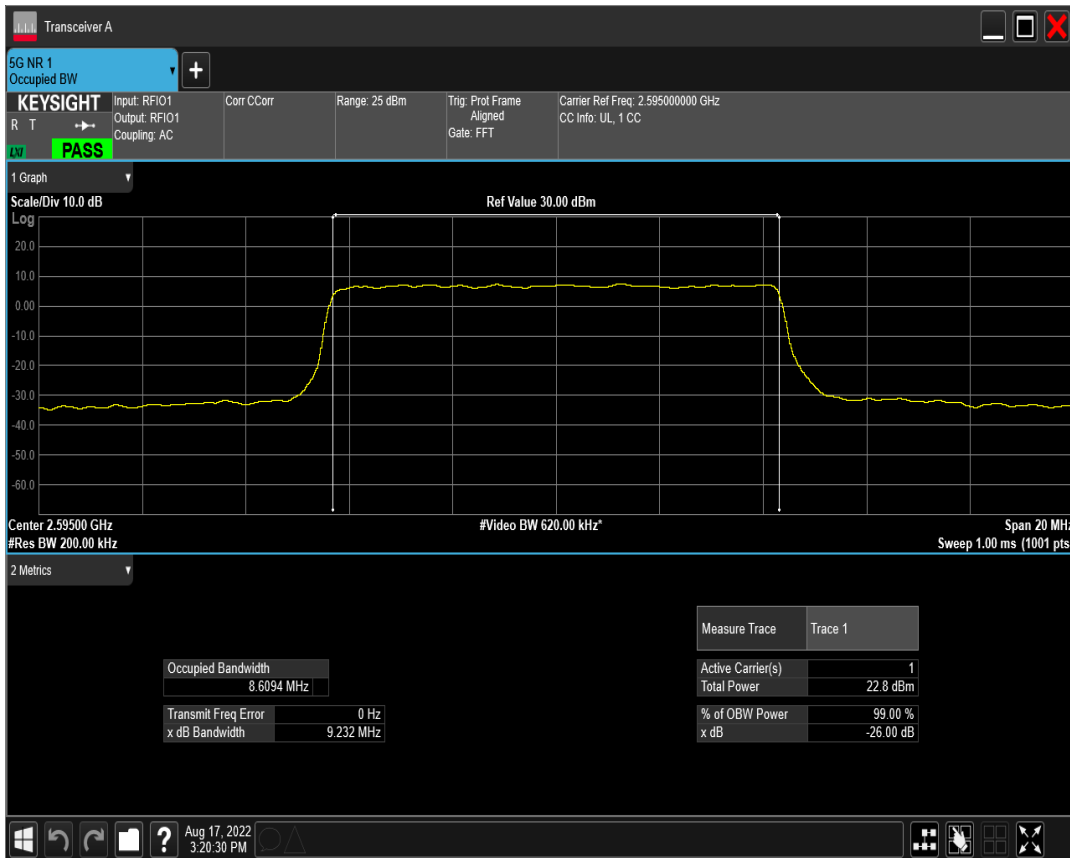 Transceiver A
5G NR 1
Occupied BW
+
KEYSIGHT
R T
LXI
PASS
Input: RFIO1
Output: RFIO1
Coupling: AC
Corr CCorr
Range: 25 dBm
Trig: Prot Frame
Aligned
Gate: FFT
Carrier Ref Freq: 2.595000000 GHz
CC Info: UL, 1 CC
1 Graph
Scale/Div 10.0 dB
Ref Value 30.00 dBm
Log
20.0
10.0
0.00
-10.0
-20.0
-30.0
-40.0
-50.0
-60.0
Center 2.59500 GHz
#Video BW 620.00 kHz*
Span 20 MHz
#Res BW 200.00 kHz
Sweep 1.00 ms (1001 pts
2 Metrics
Measure Trace Trace 1
Occupied Bandwidth
8.6094 MHz
Active Carrier(s) 1
Total Power 22.8 dBm
Transmit Freq Error 0 Hz
x dB Bandwidth 9.232 MHz
% of OBW Power 99.00 %
x dB -26.00 dB
?
Aug 17, 2022
3:20:30 PM